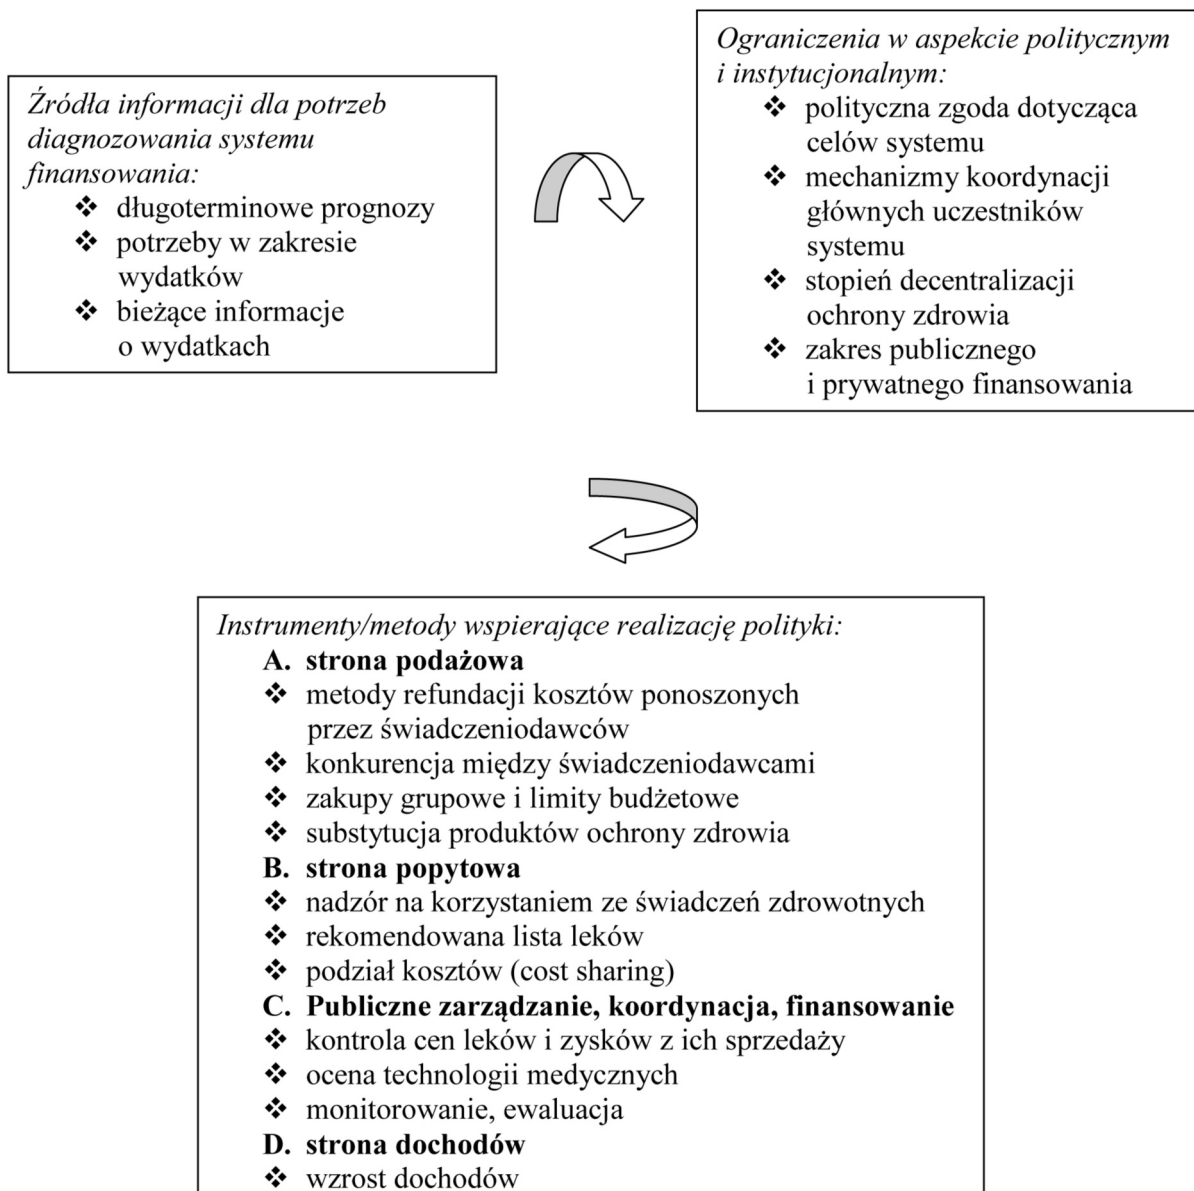 Źródła informacji dla potrzeb
diagnozowania systemu
finansowania:
❖ długoterminowe prognozy
❖ potrzeby w zakresie
wydatków
❖ bieżące informacje
o wydatkach
Ograniczenia w aspekcie politycznym
i instytucjonalnym:
❖ polityczna zgoda dotycząca
celów systemu
❖ mechanizmy koordynacji
głównych uczestników
systemu
❖ stopień decentralizacji
ochrony zdrowia
❖ zakres publicznego
i prywatnego finansowania
Instrumenty/metody wspierające realizację polityki:
A. strona podażowa
❖ metody refundacji kosztów ponoszonych
przez świadczeniodawców
❖ konkurencja między świadczeniodawcami
❖ zakupy grupowe i limity budżetowe
❖ substytucja produktów ochrony zdrowia
B. strona popytowa
❖ nadzór na korzystaniem ze świadczeń zdrowotnych
❖ rekomendowana lista leków
❖ podział kosztów (cost sharing)
C. Publiczne zarządzanie, koordynacja, finansowanie
❖ kontrola cen leków i zysków z ich sprzedaży
❖ ocena technologii medycznych
❖ monitorowanie, ewaluacja
D. strona dochodów
❖ wzrost dochodów